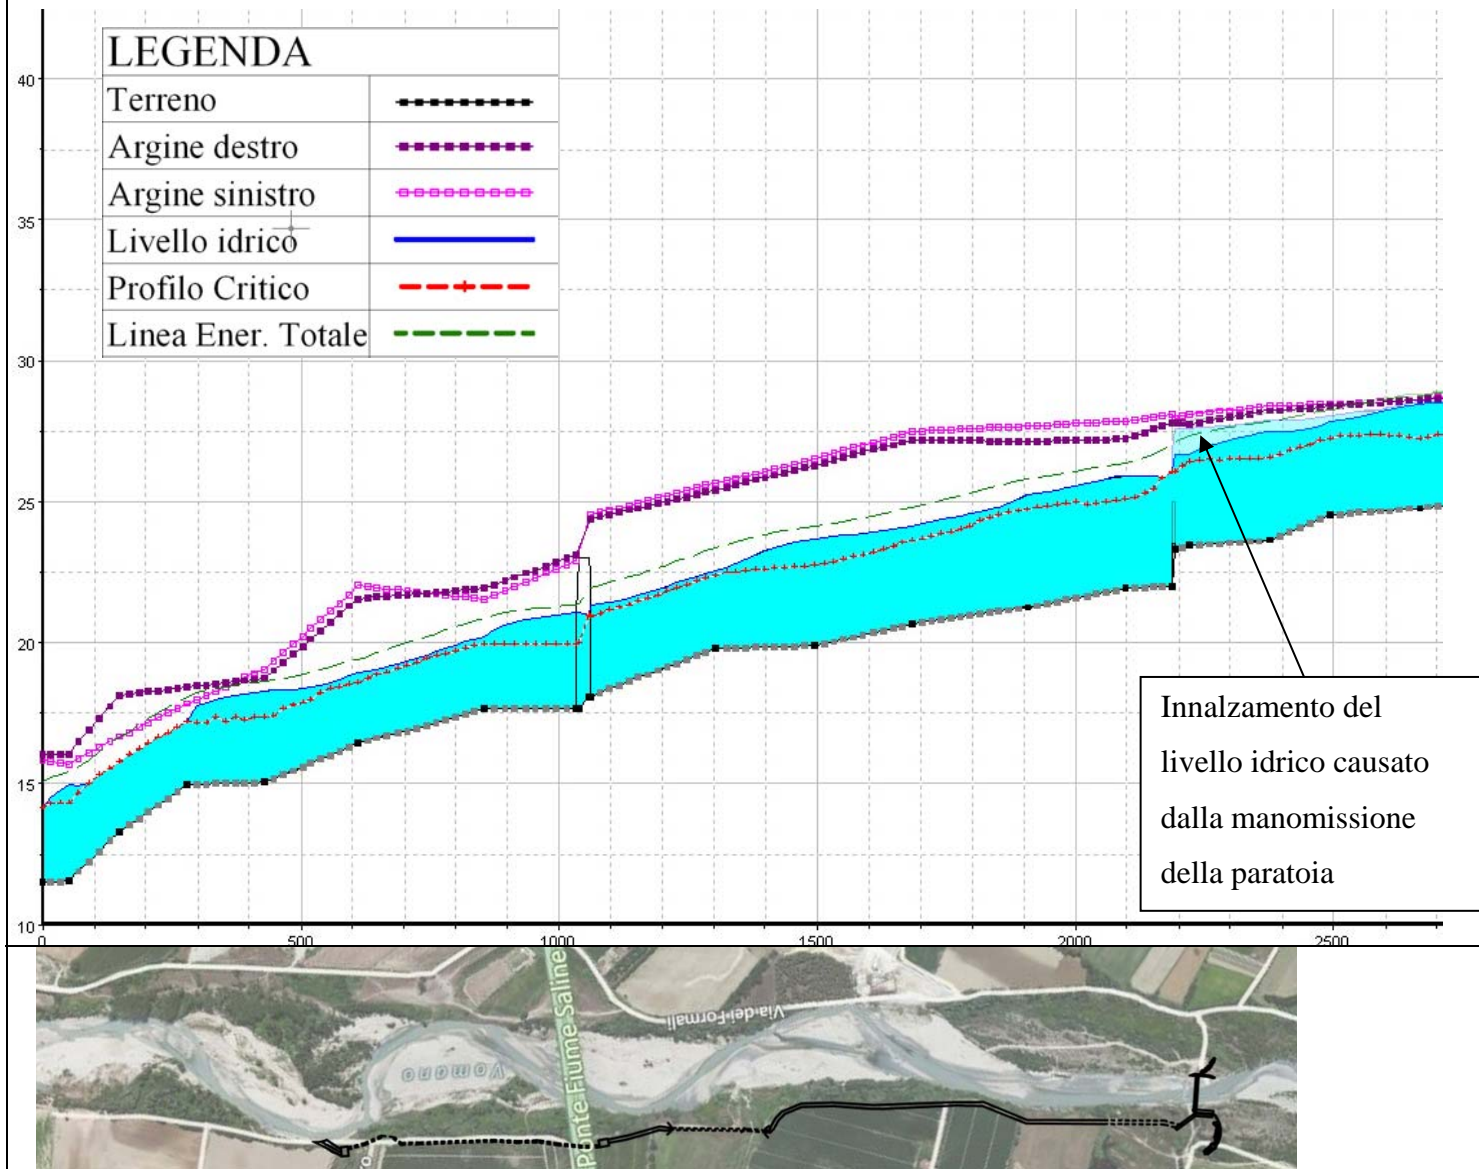 LEGENDA
Terreno
Argine destro
Argine sinistro
Livello idrico
Profilo Critico
Linea Ener. Totale
40
35
30
25
20
15
10
0
500
1000
1500
2000
2500
Innalzamento del
livello idrico causato
dalla manomissione
della paratoia
Ponte Fiume Saline
Via dei Formali
Vomano